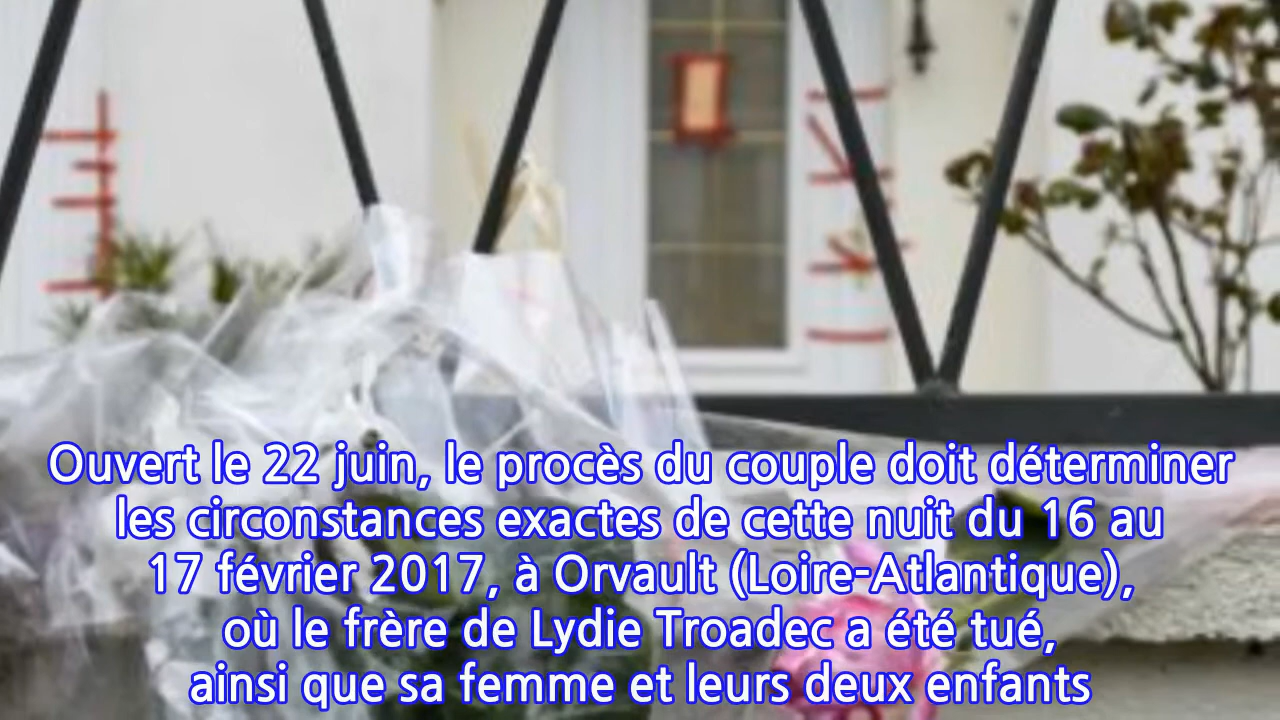 Ouvert le 22 juin, le procès du couple doit déterminer
les circonstances exactes de cette nuit du 16 au
17 février 2017, à Orvault (Loire-Atlantique),
où le frère de Lydie Troadec a été tué,
ainsi que sa femme et leurs deux enfants